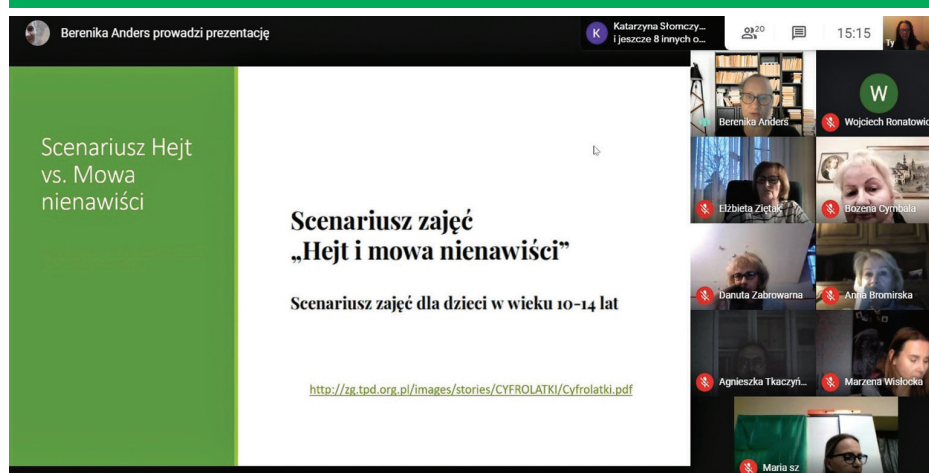 Berenika Anders prowadzi prezentację
K
Katarzyna Słomczy...
i jeszcze 8 innych o...
20
15:15
Ty
Scenariusz Hejt
vs. Mowa
nienawiści
Scenariusz zajęć
„Hejt i mowa nienawiści”
Scenariusz zajęć dla dzieci w wieku 10-14 lat
http://zg.tpd.org.pl/images/stories/CYFROLATKI/Cyfrolatki.pdf
Berenika Anders
W
Wojciech Ronatowic
Elżbieta Ziętak
Bożena Cymbala
Danuta Zabrowarna
Anna Bromirska
Agnieszka Tkaczyń...
Marzena Wisłocka
Maria sz